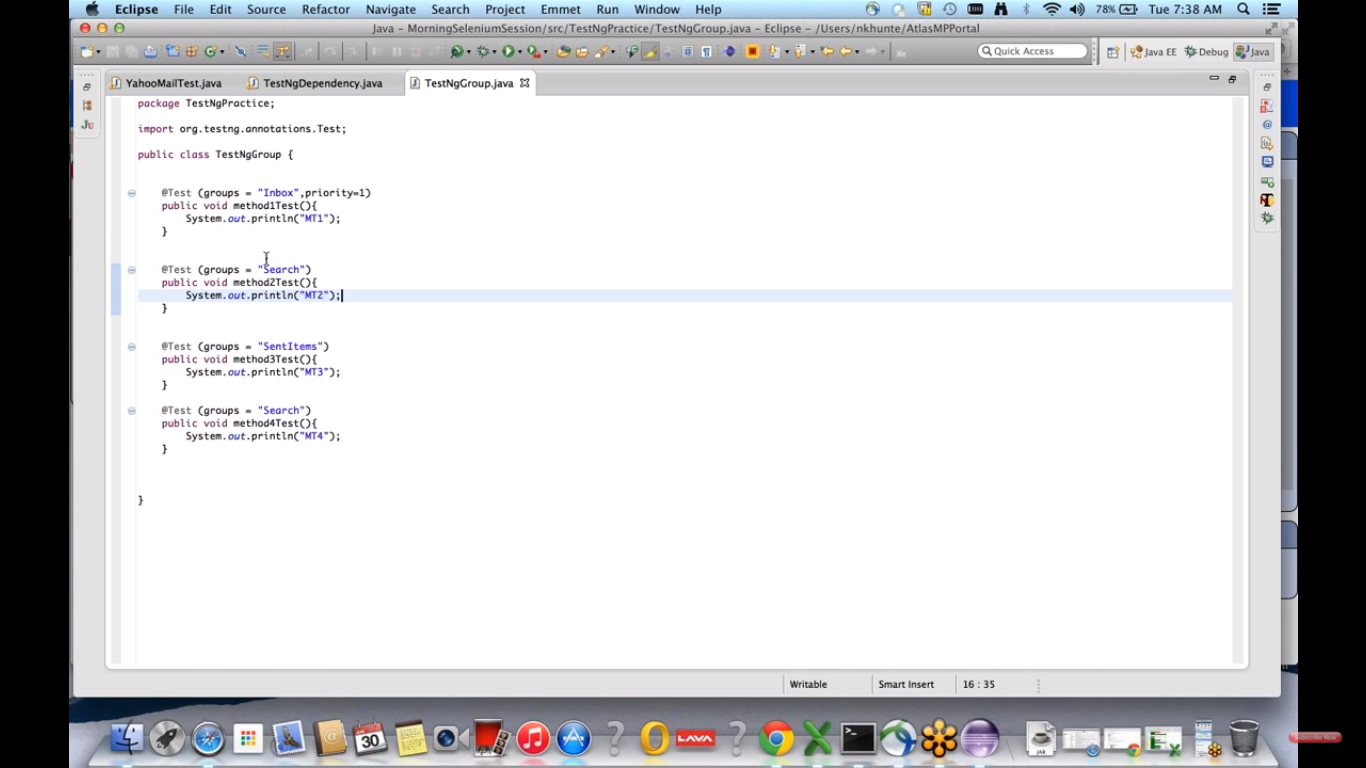 Eclipse File Edit Source Refactor Navigate Search Project Emmet Run Window Help 78% Tue 7:38 AM
Java - MorningSeleniumSession/src/TestNgPractice/TestNgGroup.java - Eclipse - /Users/nkhunte/AtlasMPPortal
Quick Access Java EE Debug Java
YahooMailTest.java TestNgDependency.java TestNgGroup.java
package TestNgPractice;
import org.testng.annotations.Test;
public class TestNgGroup {
@Test (groups = "Inbox",priority=1)
public void method1Test(){
System.out.println("MT1");
}
@Test (groups = "Search")
public void method2Test(){
System.out.println("MT2");
}
@Test (groups = "SentItems")
public void method3Test(){
System.out.println("MT3");
}
@Test (groups = "Search")
public void method4Test(){
System.out.println("MT4");
}
}
Writable Smart Insert 16 : 35
30 LAVA JAR
Subscribe Now